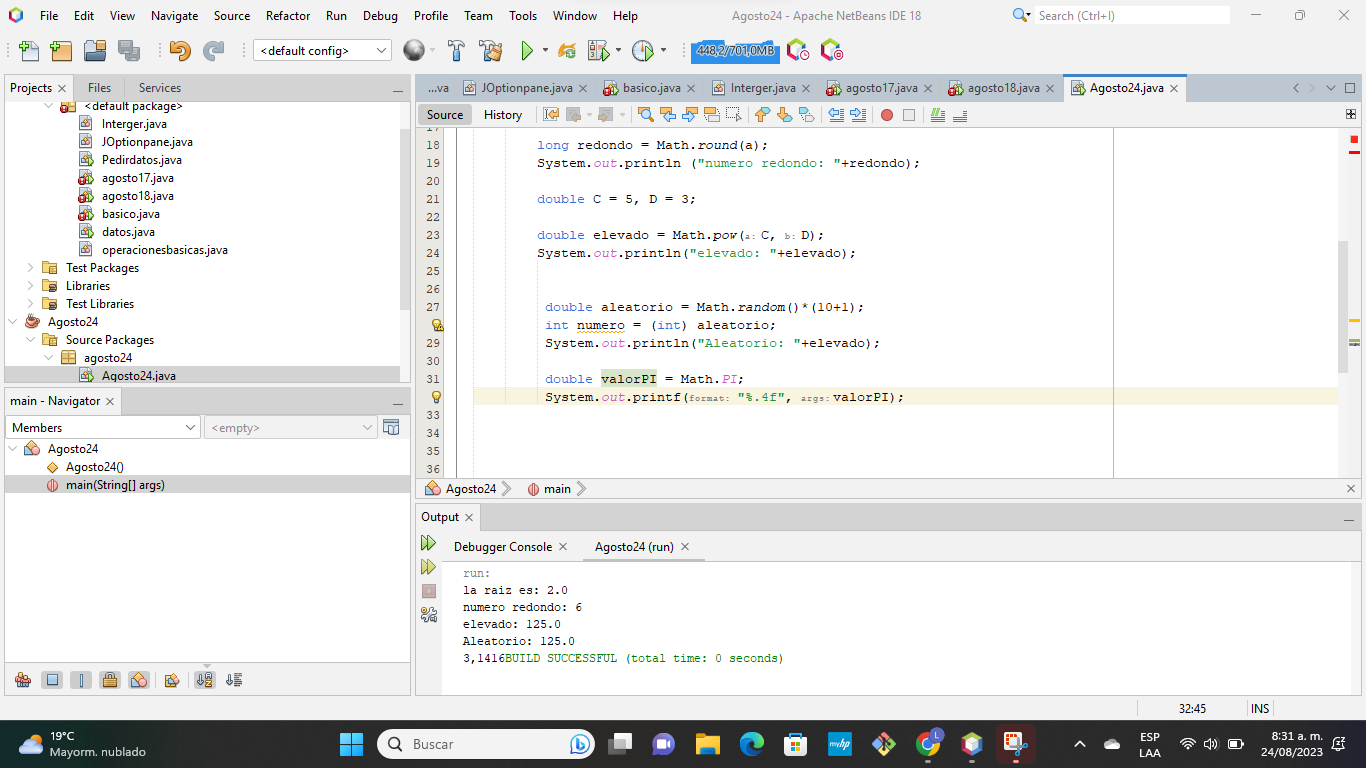 File Edit View Navigate Source Refactor Run Debug Profile Team Tools Window Help
Agosto24 - Apache NetBeans IDE 18
Search (Ctrl+I)
<default config>
448,2/701,0MB
Projects Files Services
<default package>
Interger.java
JOptionpane.java
Pedirdatos.java
agosto17.java
agosto18.java
basico.java
datos.java
operacionesbasicas.java
Test Packages
Libraries
Test Libraries
Agosto24
Source Packages
agosto24
Agosto24.java
main - Navigator
Members
<empty>
Agosto24
Agosto24()
main(String[] args)
...va JOptionpane.java basico.java Interger.java agosto17.java agosto18.java Agosto24.java
Source History
17
18 long redondo = Math.round(a);
19 System.out.println ("numero redondo: "+redondo);
20
21 double C = 5, D = 3;
22
23 double elevado = Math.pow(a: C, b: D);
24 System.out.println("elevado: "+elevado);
25
26
27 double aleatorio = Math.random()*(10+1);
int numero = (int) aleatorio;
29 System.out.println("Aleatorio: "+elevado);
30
31 double valorPI = Math.PI;
System.out.printf(format: "%.4f", args: valorPI);
33
34
35
36
Agosto24 main
Output
Debugger Console Agosto24 (run)
run:
la raiz es: 2.0
numero redondo: 6
elevado: 125.0
Aleatorio: 125.0
3,1416BUILD SUCCESSFUL (total time: 0 seconds)
32:45 INS
19°C
Mayorm. nublado
Buscar
myhp
L
ESP
LAA
8:31 a. m.
24/08/2023